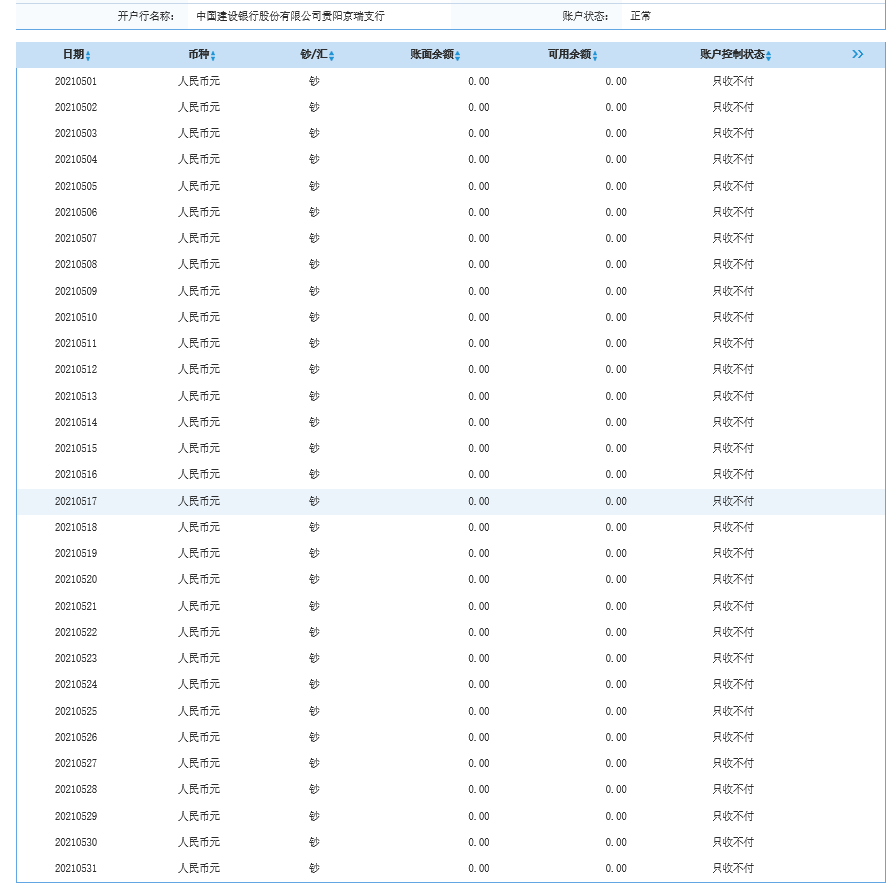 开户行名称: 中国建设银行股份有限公司贵阳京瑞支行 账户状态: 正常
日期 币种 钞/汇 账面余额 可用余额 账户控制状态 >>
20210501 人民币元 钞 0.00 0.00 只收不付
20210502 人民币元 钞 0.00 0.00 只收不付
20210503 人民币元 钞 0.00 0.00 只收不付
20210504 人民币元 钞 0.00 0.00 只收不付
20210505 人民币元 钞 0.00 0.00 只收不付
20210506 人民币元 钞 0.00 0.00 只收不付
20210507 人民币元 钞 0.00 0.00 只收不付
20210508 人民币元 钞 0.00 0.00 只收不付
20210509 人民币元 钞 0.00 0.00 只收不付
20210510 人民币元 钞 0.00 0.00 只收不付
20210511 人民币元 钞 0.00 0.00 只收不付
20210512 人民币元 钞 0.00 0.00 只收不付
20210513 人民币元 钞 0.00 0.00 只收不付
20210514 人民币元 钞 0.00 0.00 只收不付
20210515 人民币元 钞 0.00 0.00 只收不付
20210516 人民币元 钞 0.00 0.00 只收不付
20210517 人民币元 钞 0.00 0.00 只收不付
20210518 人民币元 钞 0.00 0.00 只收不付
20210519 人民币元 钞 0.00 0.00 只收不付
20210520 人民币元 钞 0.00 0.00 只收不付
20210521 人民币元 钞 0.00 0.00 只收不付
20210522 人民币元 钞 0.00 0.00 只收不付
20210523 人民币元 钞 0.00 0.00 只收不付
20210524 人民币元 钞 0.00 0.00 只收不付
20210525 人民币元 钞 0.00 0.00 只收不付
20210526 人民币元 钞 0.00 0.00 只收不付
20210527 人民币元 钞 0.00 0.00 只收不付
20210528 人民币元 钞 0.00 0.00 只收不付
20210529 人民币元 钞 0.00 0.00 只收不付
20210530 人民币元 钞 0.00 0.00 只收不付
20210531 人民币元 钞 0.00 0.00 只收不付